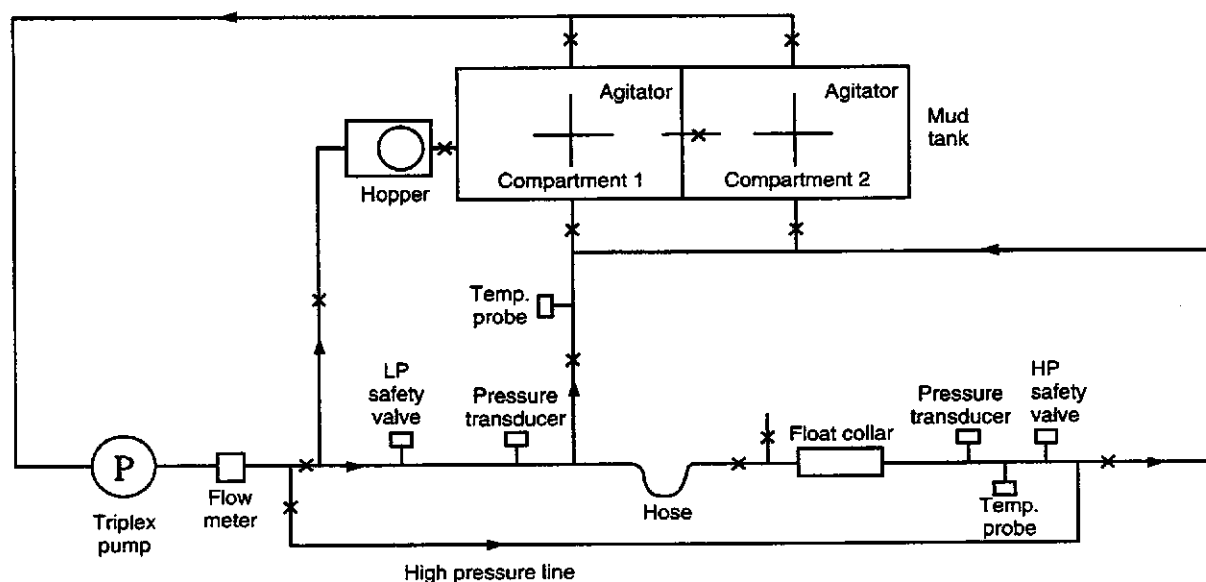 Agitator
Agitator
Mud
tank
Compartment 1
Compartment 2
Hopper
Temp.
probe
LP
safety
valve
Pressure
transducer
Pressure
transducer
HP
safety
valve
Float collar
P
Flow
meter
Hose
Temp.
probe
Triplex
pump
High pressure line